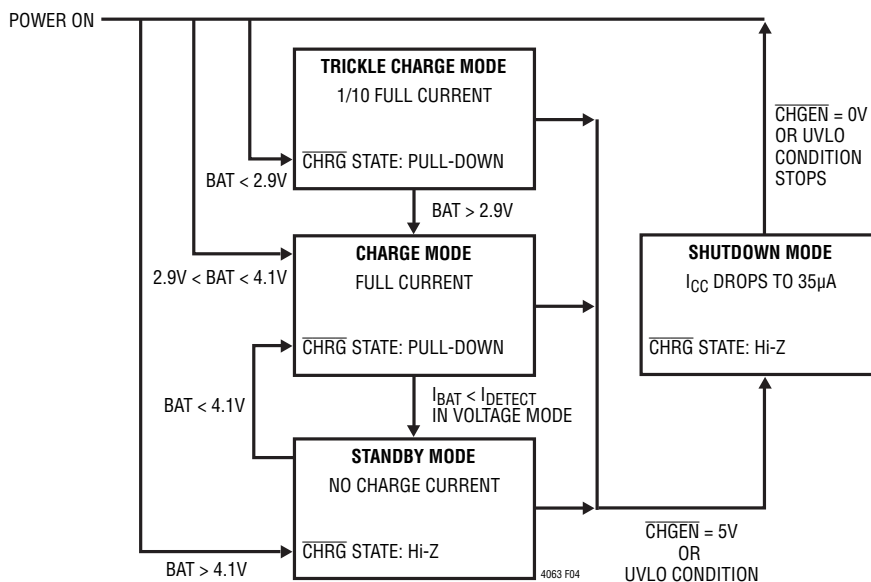 POWER ON
TRICKLE CHARGE MODE
1/10 FULL CURRENT
CHRG STATE: PULL-DOWN
BAT < 2.9V
BAT > 2.9V
CHARGE MODE
FULL CURRENT
2.9V < BAT < 4.1V
CHRG STATE: PULL-DOWN
BAT < 4.1V
IBAT < IDETECT
IN VOLTAGE MODE
STANDBY MODE
NO CHARGE CURRENT
CHRG STATE: Hi-Z
BAT > 4.1V
4063 F04
CHGEN = 0V
OR UVLO
CONDITION
STOPS
SHUTDOWN MODE
ICC DROPS TO 35µA
CHRG STATE: Hi-Z
CHGEN = 5V
OR
UVLO CONDITION